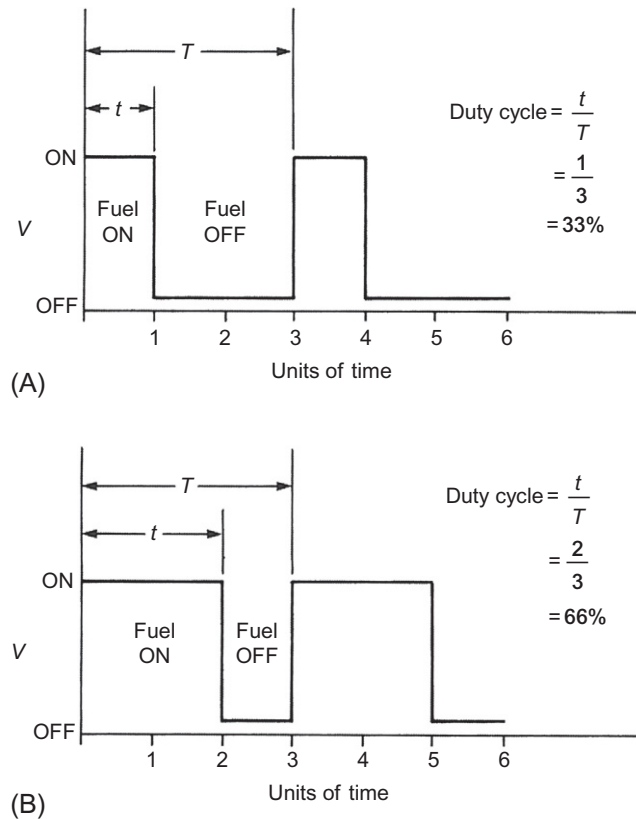 T
t
Duty cycle = t/T
= 1/3
= 33%
ON
Fuel ON
Fuel OFF
V
OFF
1 2 3 4 5 6
Units of time
(A)
T
t
Duty cycle = t/T
= 2/3
= 66%
ON
Fuel ON
Fuel OFF
V
OFF
1 2 3 4 5 6
Units of time
(B)